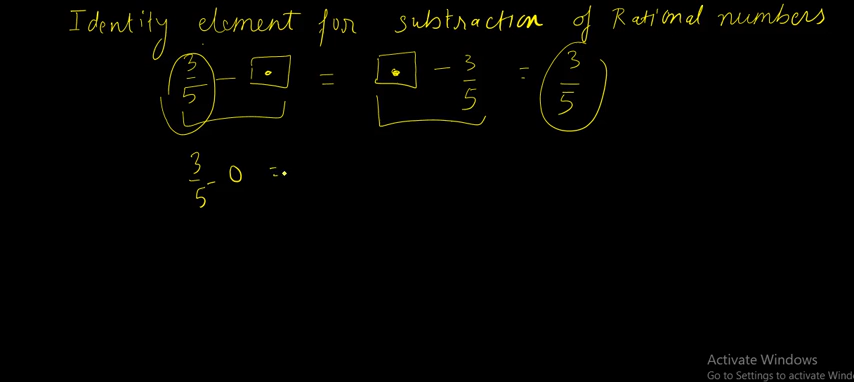 Identity element for subtraction of Rational numbers
3/5 - □ = □ - 3/5 = 3/5
3/5 - 0 =
Activate Windows
Go to Settings to activate Wind